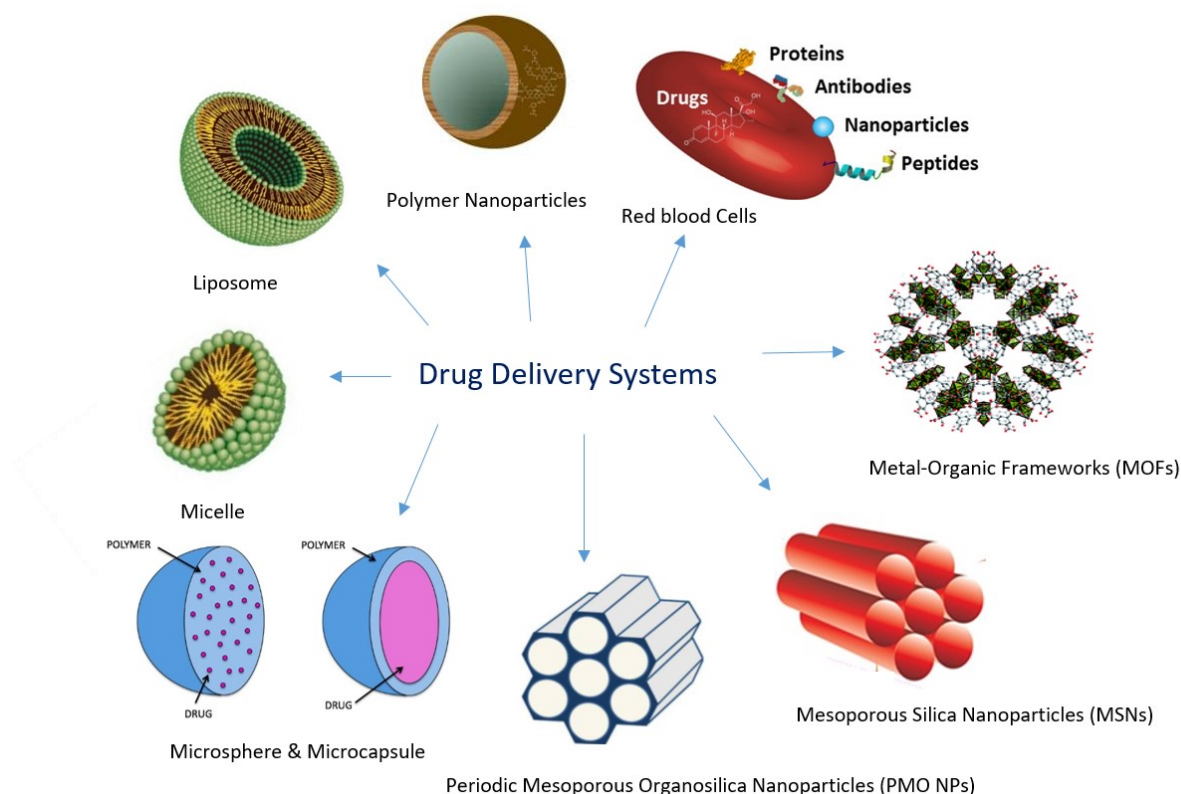 Proteins
Antibodies
Drugs
Nanoparticles
Peptides
Polymer Nanoparticles
Red blood Cells
Liposome
Drug Delivery Systems
Metal-Organic Frameworks (MOFs)
Micelle
POLYMER
POLYMER
DRUG
DRUG
Mesoporous Silica Nanoparticles (MSNs)
Microsphere & Microcapsule
Periodic Mesoporous Organosilica Nanoparticles (PMO NPs)